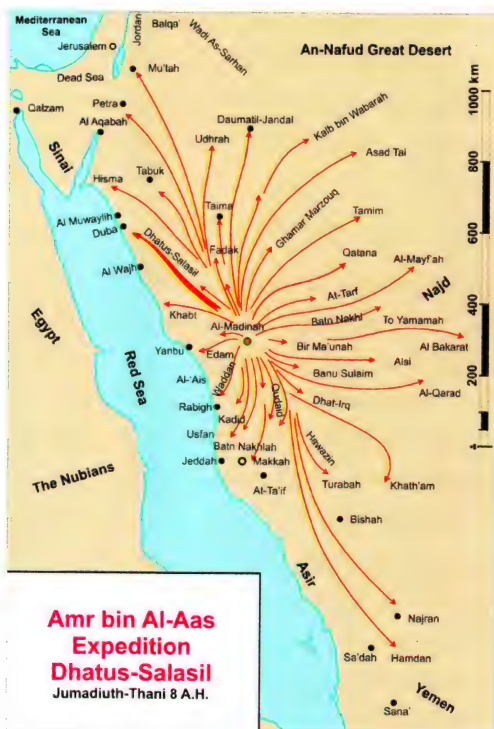 Mediterranean
Sea
Jerusalem
Jordan
Balqa'
Wadi As-Sarhan
An-Nafud Great Desert
Dead Sea
Mu'tah
Qalzam
Petra
Al Aqabah
Daumatil-Jandal
Kalb bin Wabarah
1000 km
Sinai
Udhrah
Asad Tai
Hisma
Tabuk
800
Taima
Ghamar Marzouq
Tamim
Al Muwaylih
Duba
Dhatus-Salasil
Fadak
600
Qatana
Al-Mayf'ah
Al Wajh
At-Tarf
Najd
Egypt
Khabt
Al-Madinah
Batn Nakhl
To Yamamah
400
Red Sea
Yanbu
Edam
Bir Ma'unah
Al Bakarat
Al-'Ais
Waddan
Banu Sulaim
Alsi
200
Rabigh
Kadid
Qudaid
Dhat-Irq
Al-Qarad
Usfan
Batn Nakhlah
Hawazin
The Nubians
Jeddah
Makkah
At-Ta'if
Turabah
Khath'am
Bishah
Asir
Amr bin Al-Aas
Expedition
Dhatus-Salasil
Jumadiuth-Thani 8 A.H.
Najran
Sa'dah
Hamdan
Yemen
Sana'